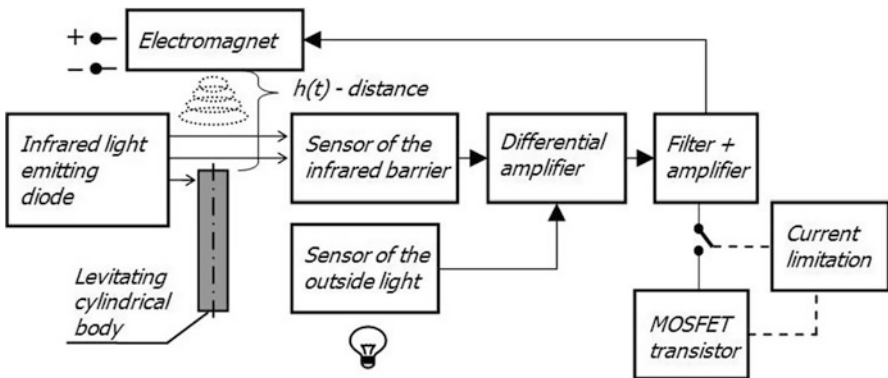 +
Electromagnet
−
h(t) - distance
Infrared light
emitting
diode
Sensor of the
infrared barrier
Differential
amplifier
Filter +
amplifier
Sensor of the
outside light
Current
limitation
Levitating
cylindrical
body
MOSFET
transistor